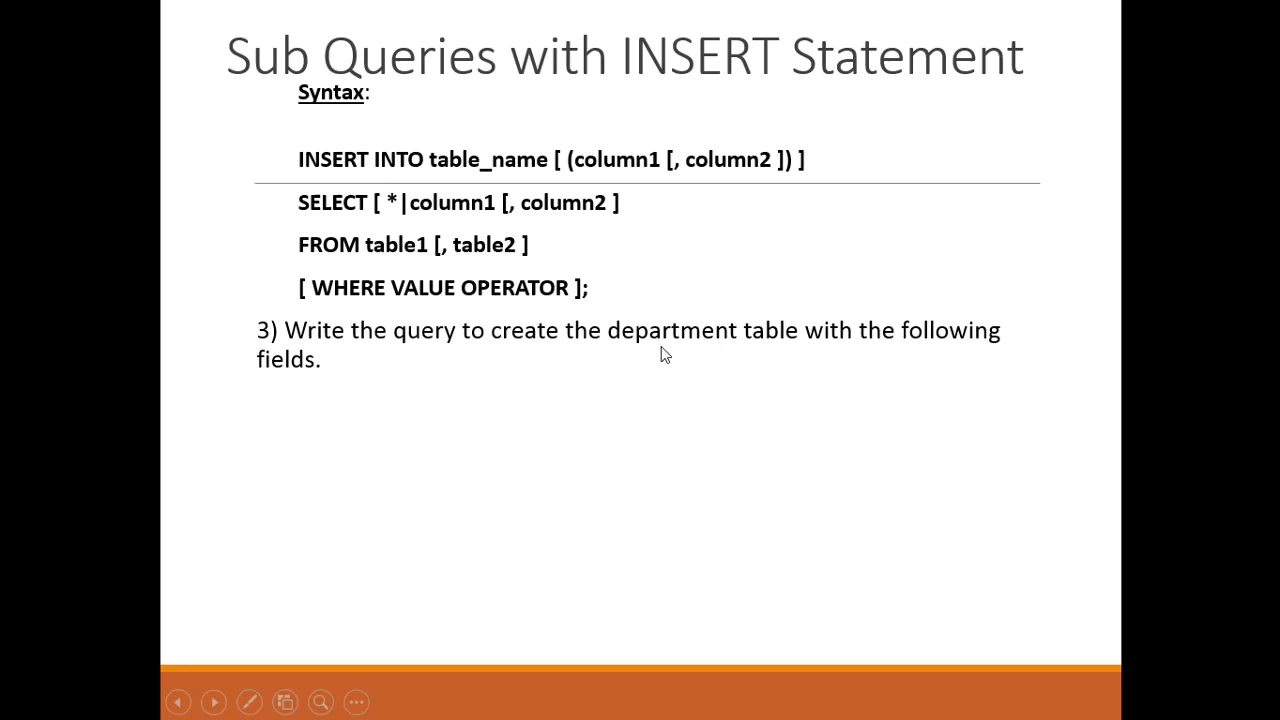 Sub Queries with INSERT Statement
Syntax:
INSERT INTO table_name [ (column1 [, column2 ]) ]
SELECT [ *|column1 [, column2 ]
FROM table1 [, table2 ]
[ WHERE VALUE OPERATOR ];
3) Write the query to create the department table with the following
fields.